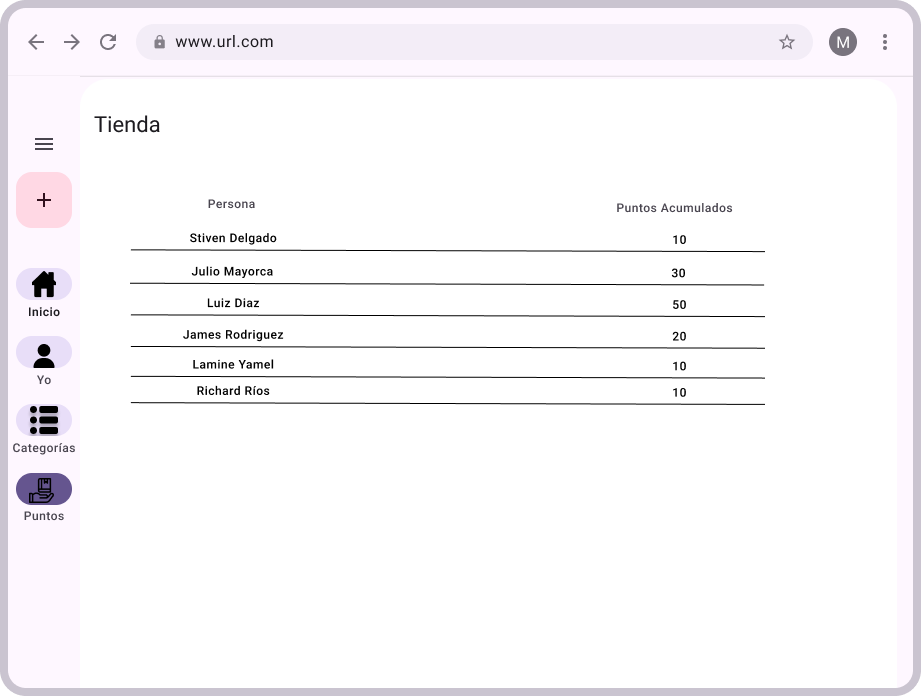 www.url.com
M
Tienda
Persona
Puntos Acumulados
Stiven Delgado
10
Julio Mayorca
30
Luiz Diaz
50
James Rodriguez
20
Lamine Yamel
10
Richard Ríos
10
Inicio
Yo
Categorías
Puntos